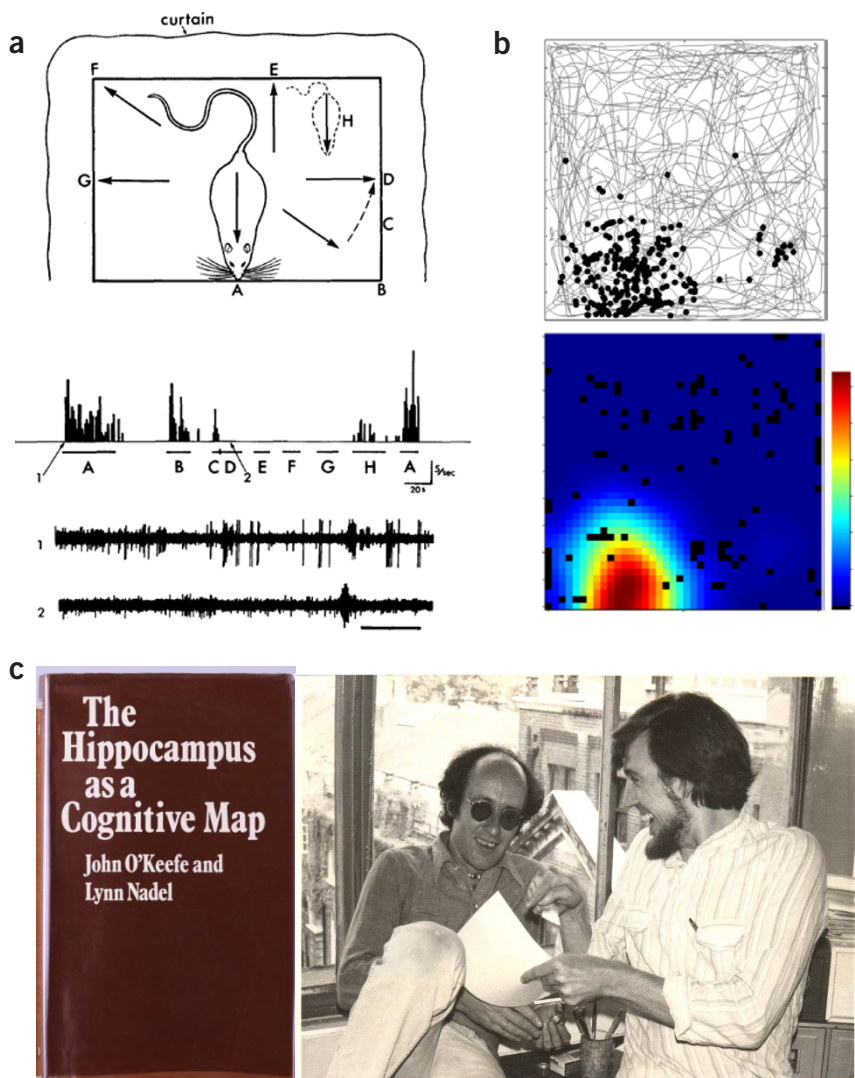 a
curtain
F
E
H
G
D
C
A
B
b
1
2
A
B
C D
E
F
G
H
A
5/sec
20s
1
2
c
The
Hippocampus
as a
Cognitive Map
John O'Keefe and
Lynn Nadel